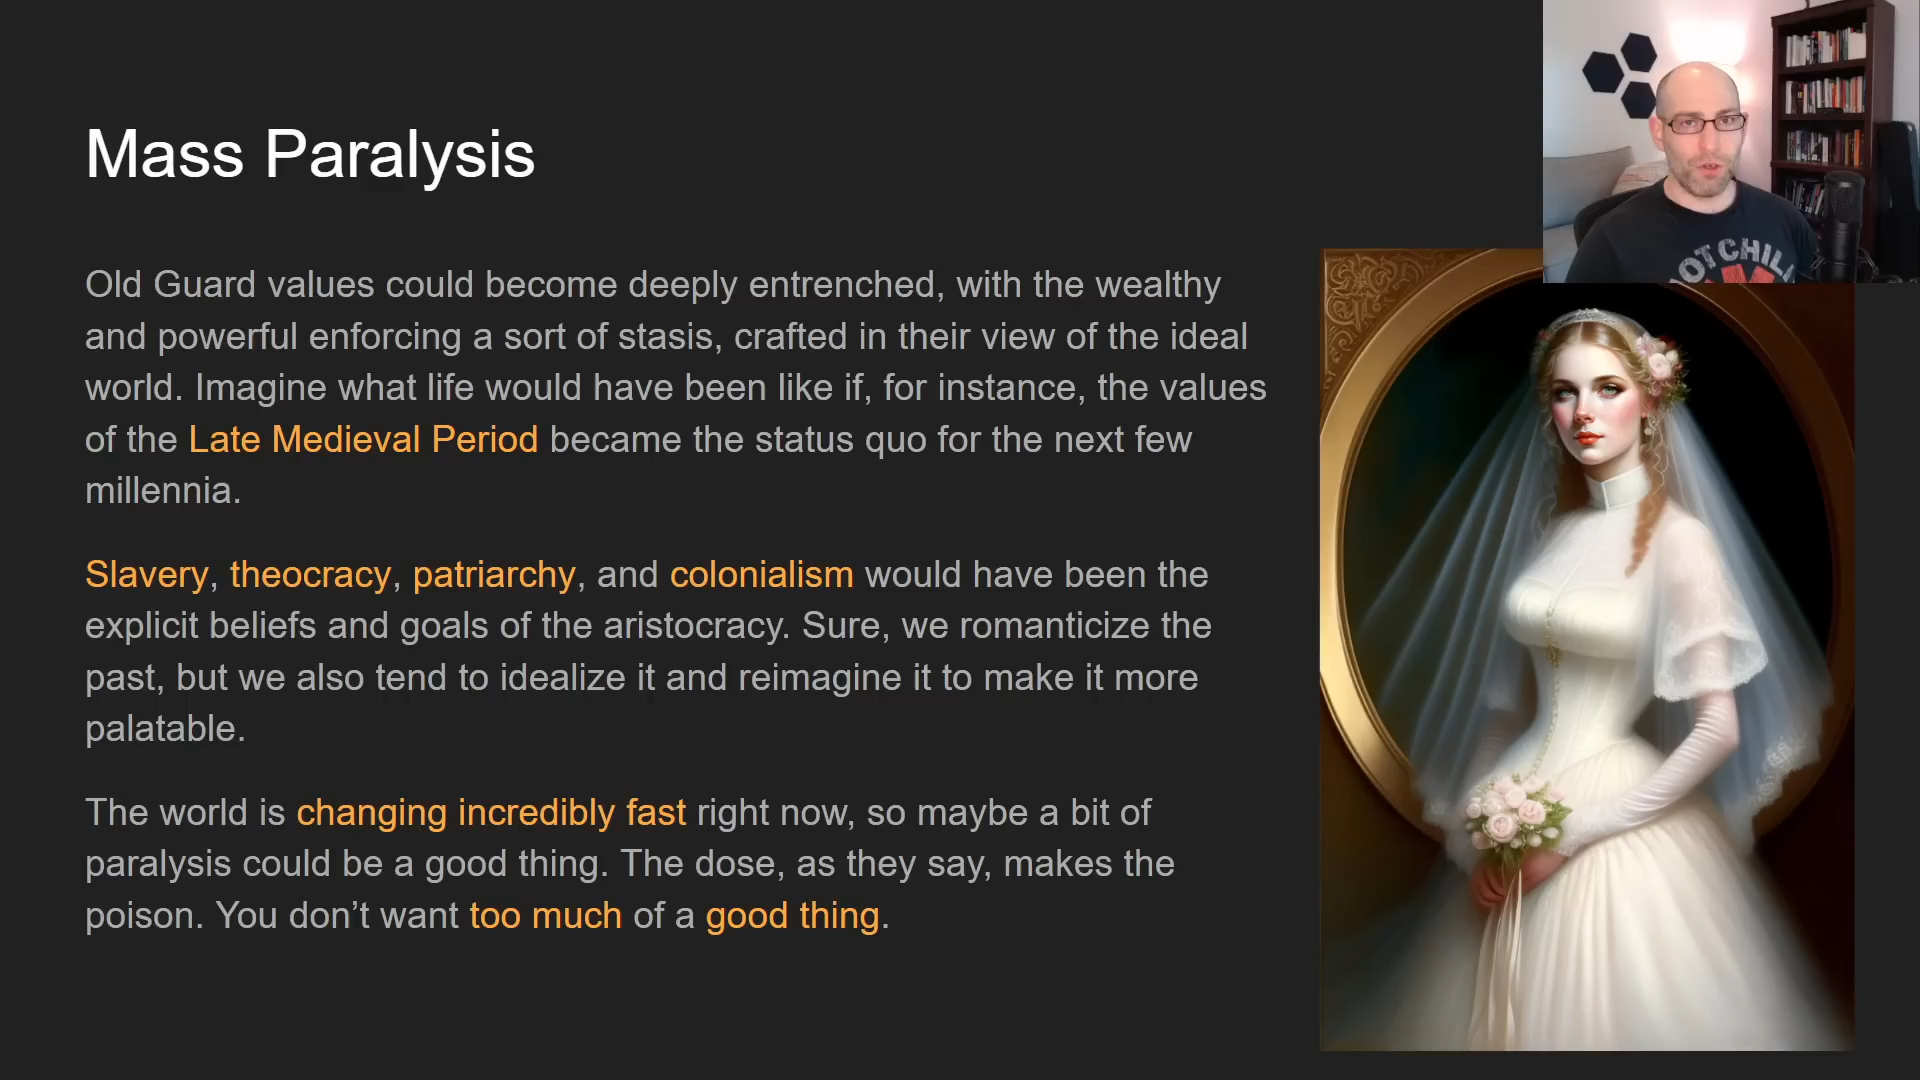 Mass Paralysis
Old Guard values could become deeply entrenched, with the wealthy
and powerful enforcing a sort of stasis, crafted in their view of the ideal
world. Imagine what life would have been like if, for instance, the values
of the Late Medieval Period became the status quo for the next few
millennia.
Slavery, theocracy, patriarchy, and colonialism would have been the
explicit beliefs and goals of the aristocracy. Sure, we romanticize the
past, but we also tend to idealize it and reimagine it to make it more
palatable.
The world is changing incredibly fast right now, so maybe a bit of
paralysis could be a good thing. The dose, as they say, makes the
poison. You don’t want too much of a good thing.